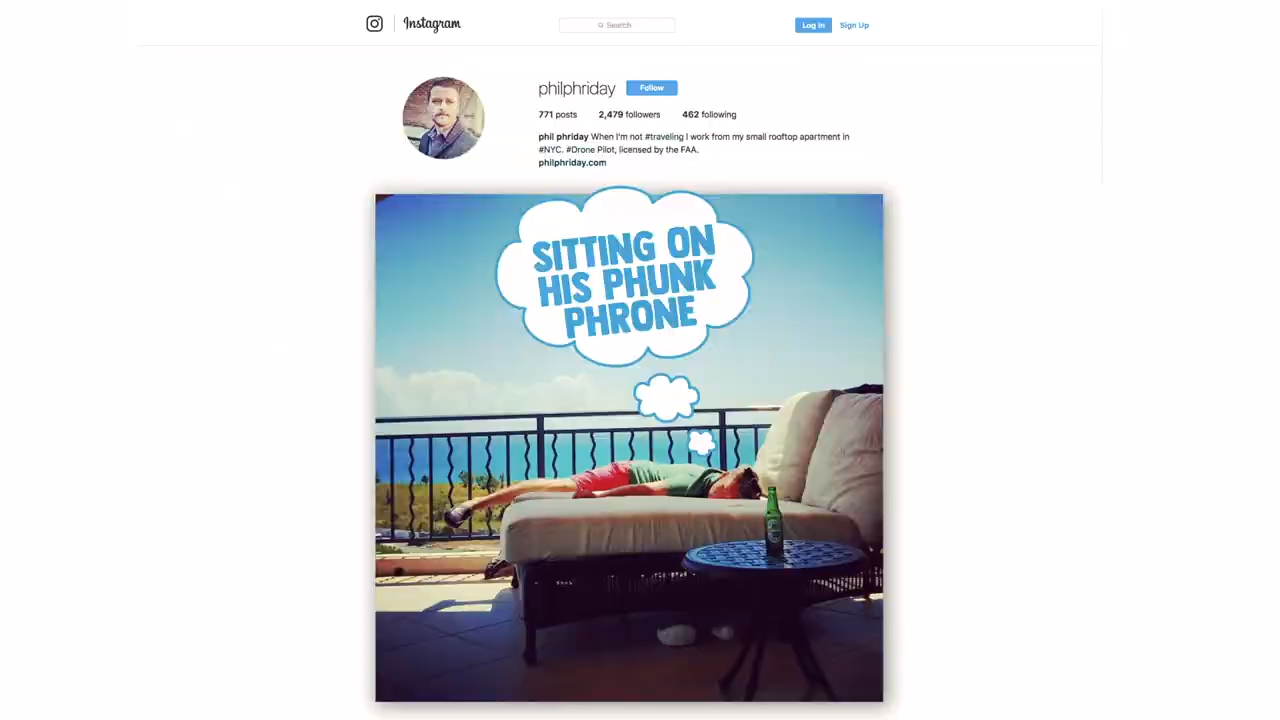 Instagram
Search
Log In
Sign Up
philphriday
Follow
771 posts 2,479 followers 462 following
phil phriday When I'm not #traveling I work from my small rooftop apartment in
#NYC. #Drone Pilot, licensed by the FAA.
philphriday.com
SITTING ON
HIS PHUNK
PHRONE